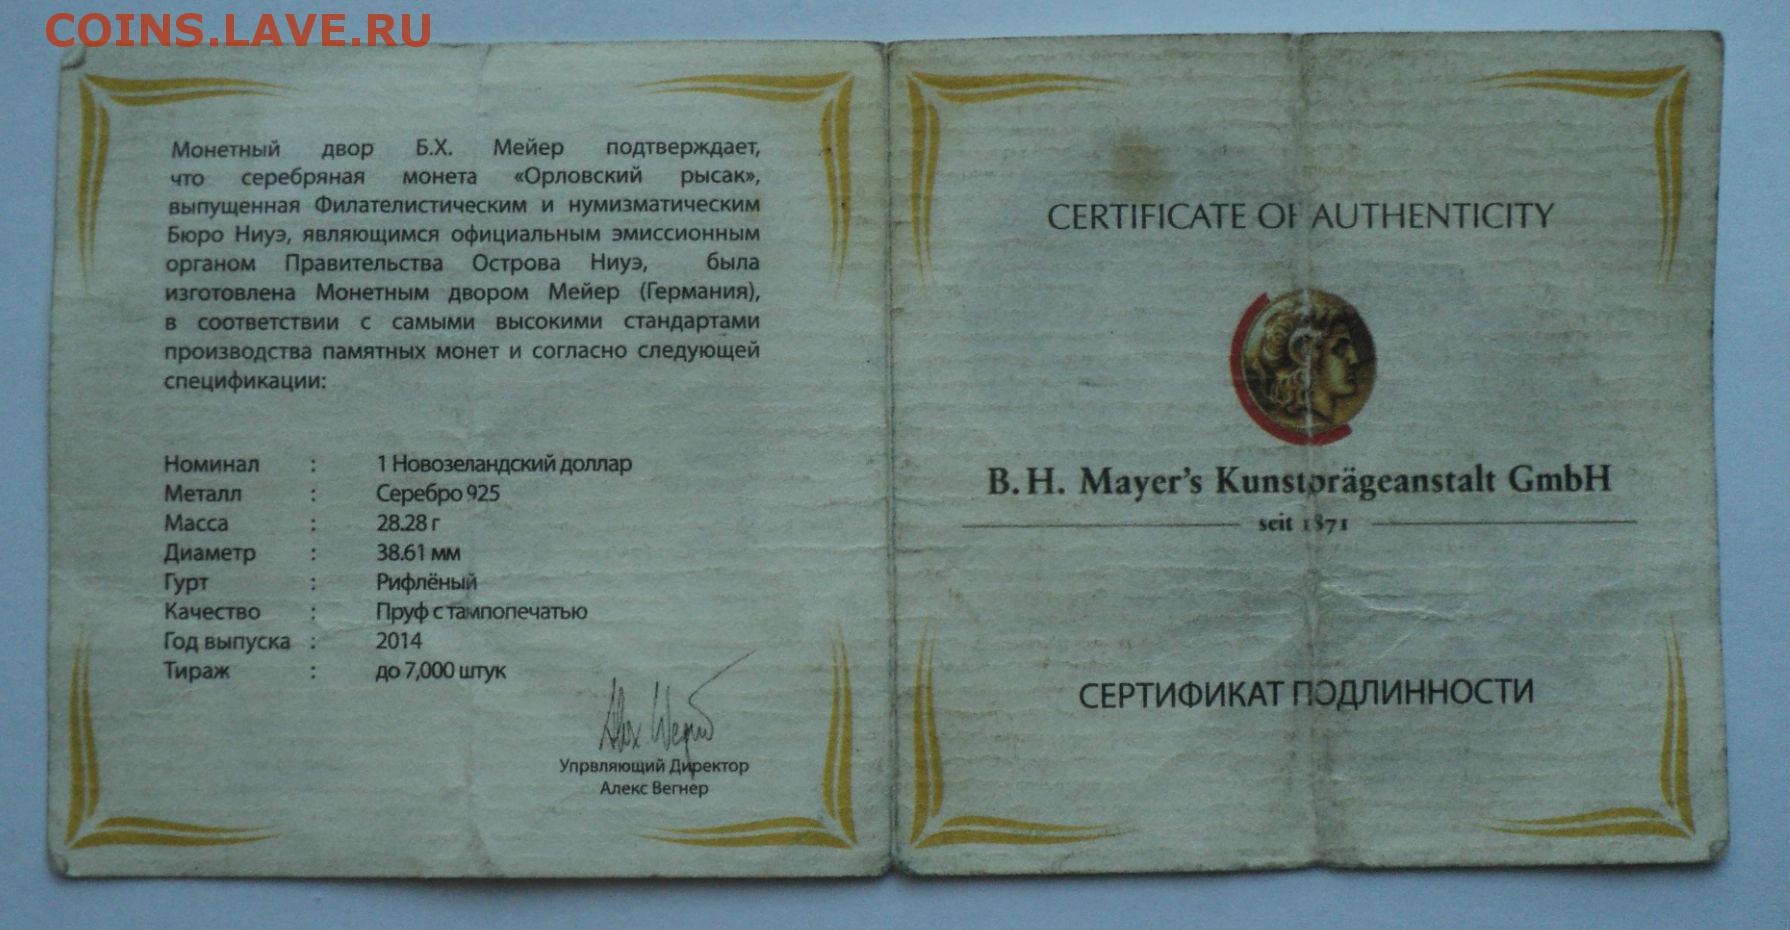 COINS.LAVE.RU
Монетный двор Б.Х. Мейер подтверждает,
что серебряная монета «Орловский рысак»,
выпущенная Филателистическим и нумизматическим
Бюро Ниуэ, являющимся официальным эмиссионным
органом Правительства Острова Ниуэ, была
изготовлена Монетным двором Мейер (Германия),
в соответствии с самыми высокими стандартами
производства памятных монет и согласно следующей
спецификации:
Номинал : 1 Новозеландский доллар
Металл : Серебро 925
Масса : 28.28 г
Диаметр : 38.61 мм
Гурт : Рифлёный
Качество : Пруф с тампопечатью
Год выпуска : 2014
Тираж : до 7,000 штук
Alex Wegner
Упрвляющий Директор
Алекс Вегнер
CERTIFICATE OF AUTHENTICITY
B.H. Mayer's Kunstprägeanstalt GmbH
seit 1871
СЕРТИФИКАТ ПОДЛИННОСТИ